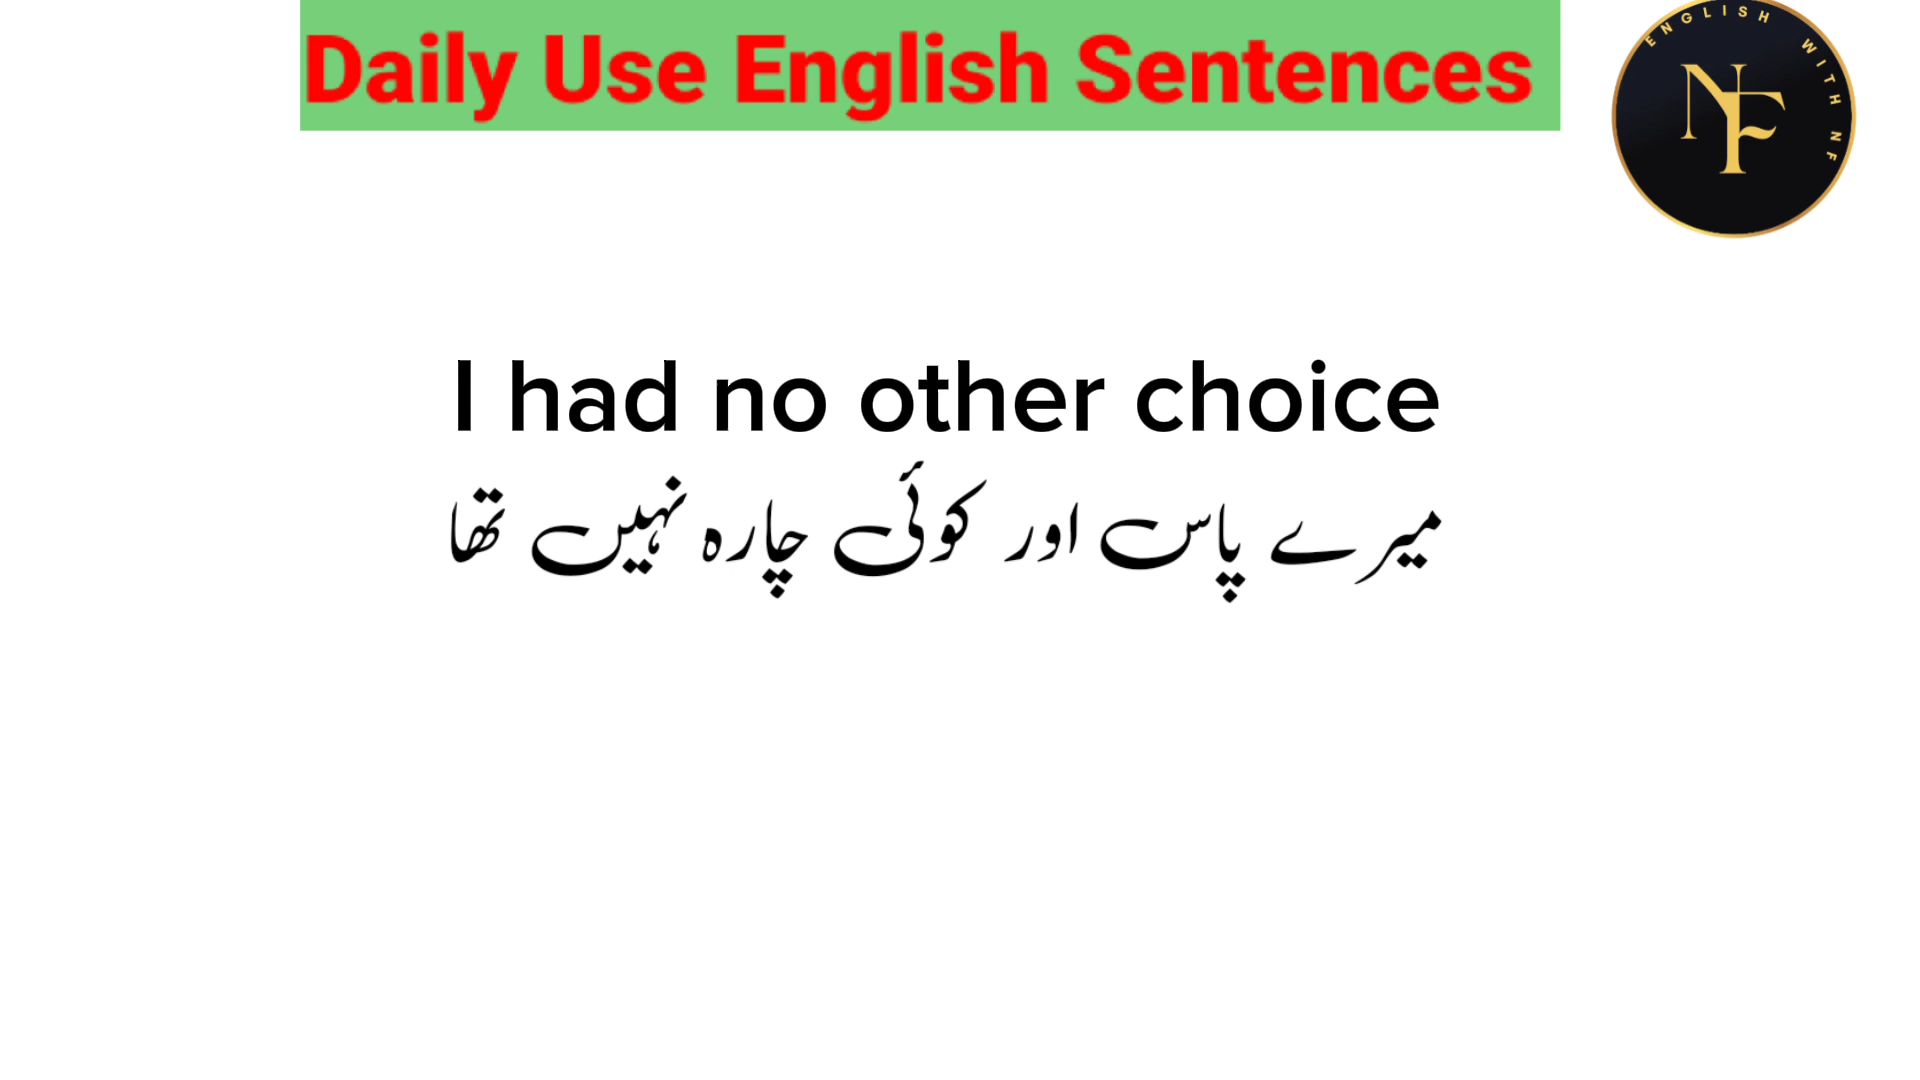 Daily Use English Sentences
ENGLISH WITH NF
NF
I had no other choice
میرے پاس اور کوئی چارہ نہیں تھا